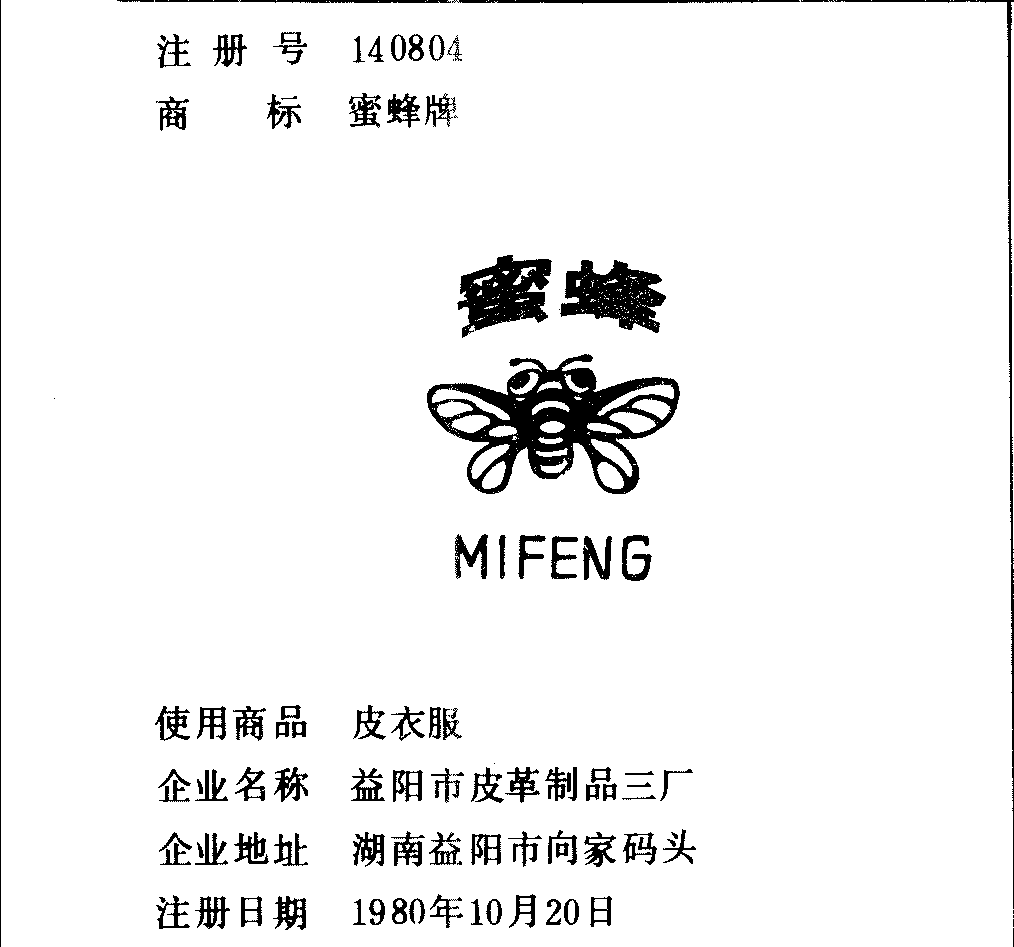 注册号 140804
商标 蜜蜂牌
蜜蜂
MIFENG
使用商品 皮衣服
企业名称 益阳市皮革制品三厂
企业地址 湖南益阳市向家码头
注册日期 1980年10月20日